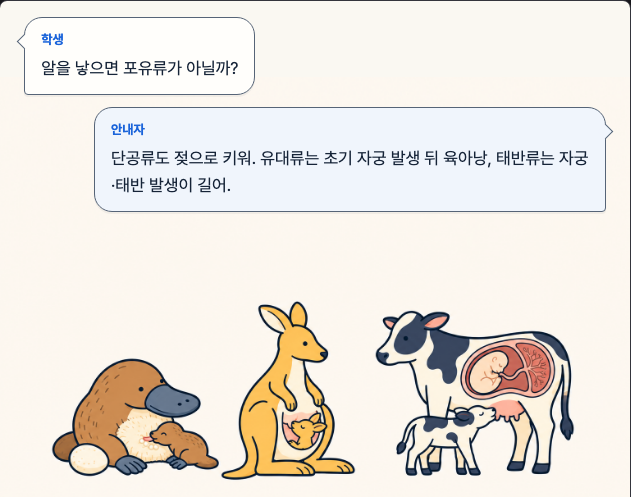 학생
알을 낳으면 포유류가 아닐까?
안내자
단공류도 젖으로 키워. 유대류는 초기 자궁 발생 뒤 육아낭, 태반류는 자궁
·태반 발생이 길어.